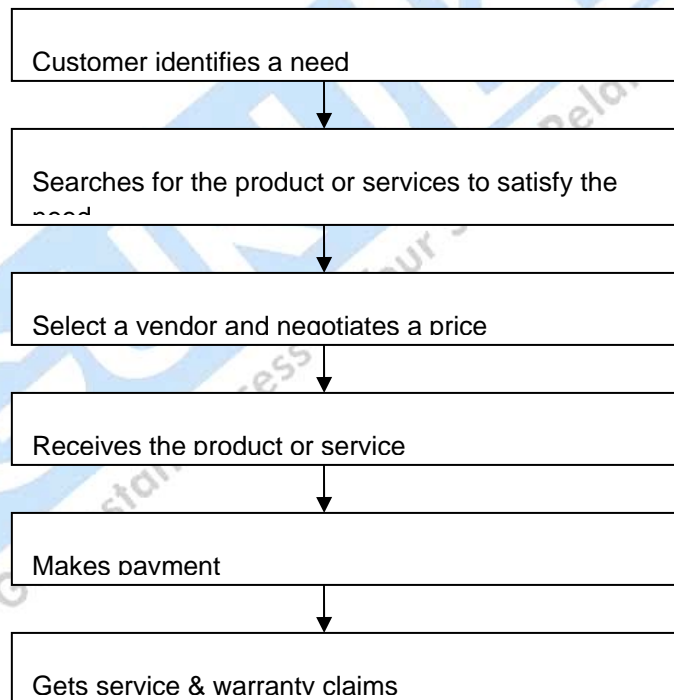 Customer identifies a need
Searches for the product or services to satisfy the
need
Select a vendor and negotiates a price
Receives the product or service
Makes payment
Gets service & warranty claims